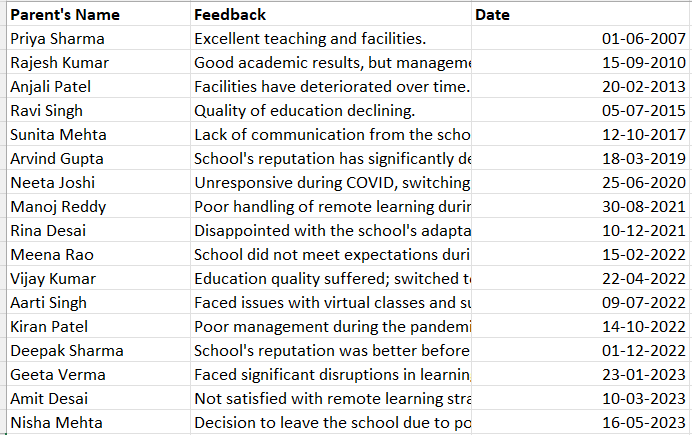 Parent's Name Feedback Date
Priya Sharma Excellent teaching and facilities. 01-06-2007
Rajesh Kumar Good academic results, but manageme 15-09-2010
Anjali Patel Facilities have deteriorated over time. 20-02-2013
Ravi Singh Quality of education declining. 05-07-2015
Sunita Mehta Lack of communication from the scho 12-10-2017
Arvind Gupta School's reputation has significantly de 18-03-2019
Neeta Joshi Unresponsive during COVID, switching 25-06-2020
Manoj Reddy Poor handling of remote learning durin 30-08-2021
Rina Desai Disappointed with the school's adapta 10-12-2021
Meena Rao School did not meet expectations duri 15-02-2022
Vijay Kumar Education quality suffered; switched t 22-04-2022
Aarti Singh Faced issues with virtual classes and su 09-07-2022
Kiran Patel Poor management during the pandemi 14-10-2022
Deepak Sharma School's reputation was better before 01-12-2022
Geeta Verma Faced significant disruptions in learnin 23-01-2023
Amit Desai Not satisfied with remote learning stra 10-03-2023
Nisha Mehta Decision to leave the school due to po 16-05-2023